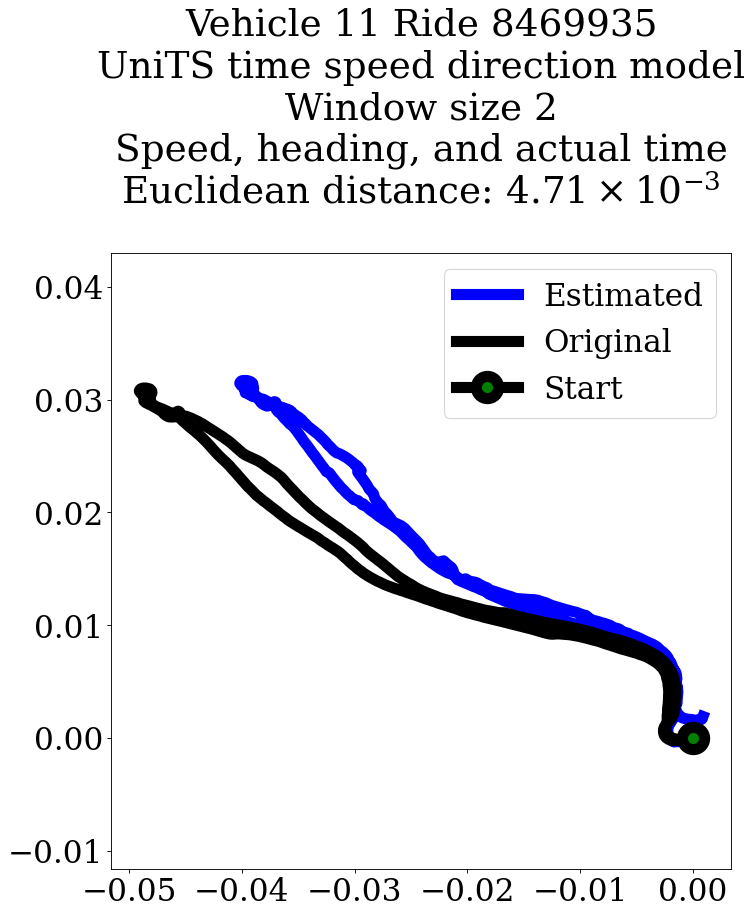 Vehicle 11 Ride 8469935
UniTS time speed direction model
Window size 2
Speed, heading, and actual time
Euclidean distance: 4.71 × 10⁻³
Estimated
Original
Start
0.04
0.03
0.02
0.01
0.00
−0.01
−0.05 −0.04 −0.03 −0.02 −0.01 0.00